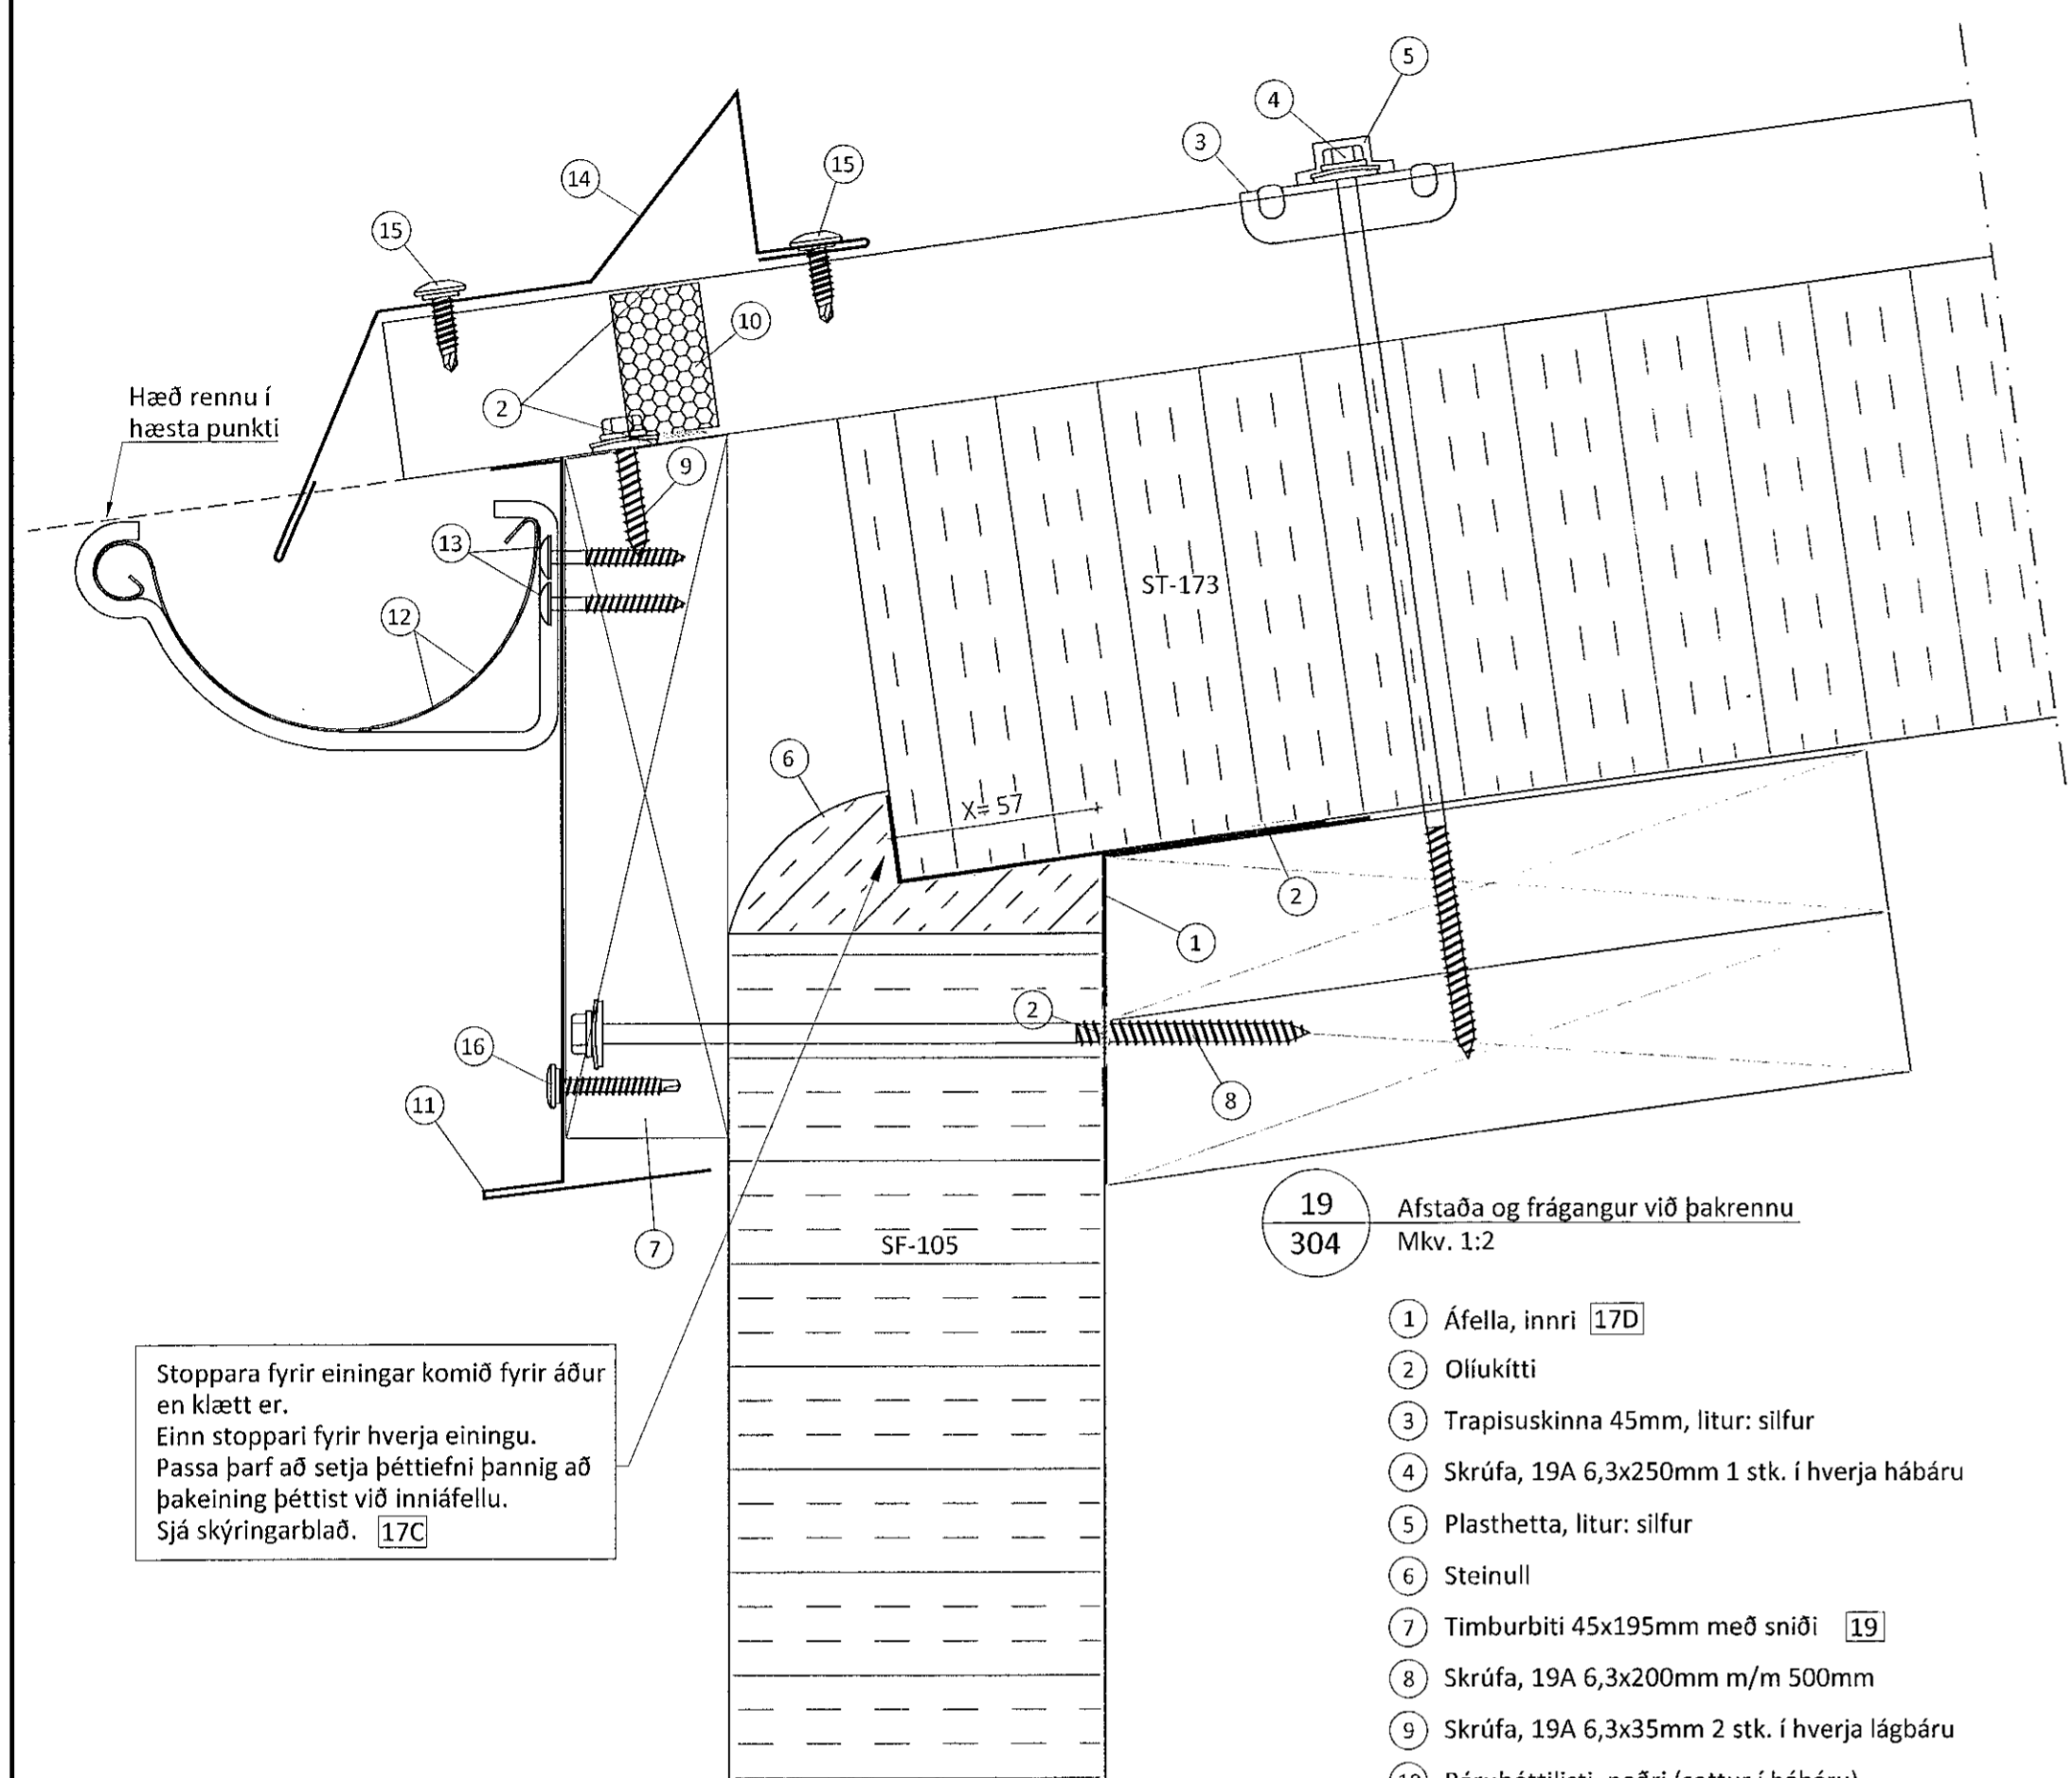 5
4
3
15
14
15
10
Hæð rennu í
hæsta punkti
2
9
13
ST-173
12
6
X= 57
2
1
2
16
11
8
7
SF-105
19
304
Afstaða og frágangur við þakrennu
Mkv. 1:2
Stoppara fyrir einingar komið fyrir áður
en klætt er.
Einn stoppari fyrir hverja einingu.
Passa þarf að setja þéttiefni þannig að
þakeining þéttist við inniáfellu.
Sjá skýringarblað. 17C
1 Áfella, innri 17D
2 Olíukítti
3 Trapisuskinna 45mm, litur: silfur
4 Skrúfa, 19A 6,3x250mm 1 stk. í hverja hábáru
5 Plasthetta, litur: silfur
6 Steinull
7 Timburbiti 45x195mm með sniði 19
8 Skrúfa, 19A 6,3x200mm m/m 500mm
9 Skrúfa, 19A 6,3x35mm 2 stk. í hverja lágbáru